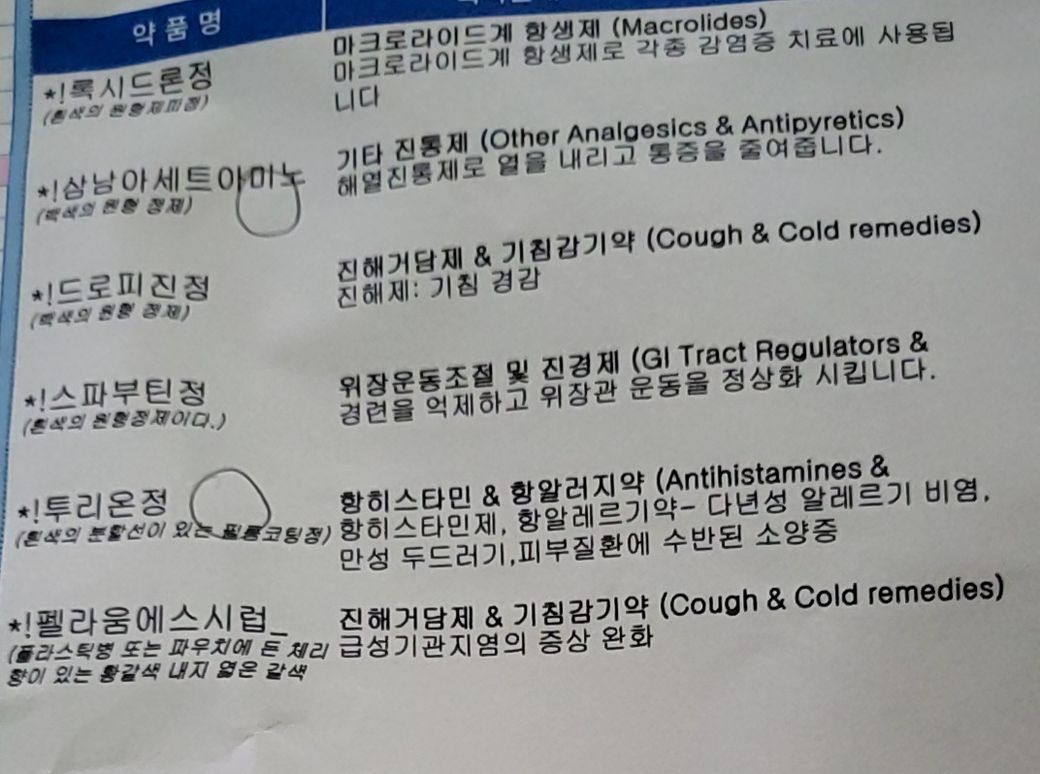 약 품 명
마크로라이드계 항생제 (Macrolides)
*!록시드론정
마크로라이드계 항생제로 각종 감염증 치료에 사용됩
(흰색의 원형제피정)
니다
기타 진통제 (Other Analgesics & Antipyretics)
*!삼남아세트아미노
해열진통제로 열을 내리고 통증을 줄여줍니다.
(백색의 원형 정제)
진해거담제 & 기침감기약 (Cough & Cold remedies)
*!드로피진정
진해제: 기침 경감
(백색의 원형 정제)
위장운동조절 및 진경제 (GI Tract Regulators &
*!스파부틴정
경련을 억제하고 위장관 운동을 정상화 시킵니다.
(흰색의 원형정제이다.)
항히스타민 & 항알러지약 (Antihistamines &
*!투리온정
항히스타민제, 항알레르기약- 다년성 알레르기 비염,
(흰색의 분할선이 있는 필름코팅정)
만성 두드러기,피부질환에 수반된 소양증
*!펠라움에스시럽_
진해거담제 & 기침감기약 (Cough & Cold remedies)
(플라스틱병 또는 파우치에 든 체리
급성기관지염의 증상 완화
향이 있는 황갈색 내지 엷은 갈색